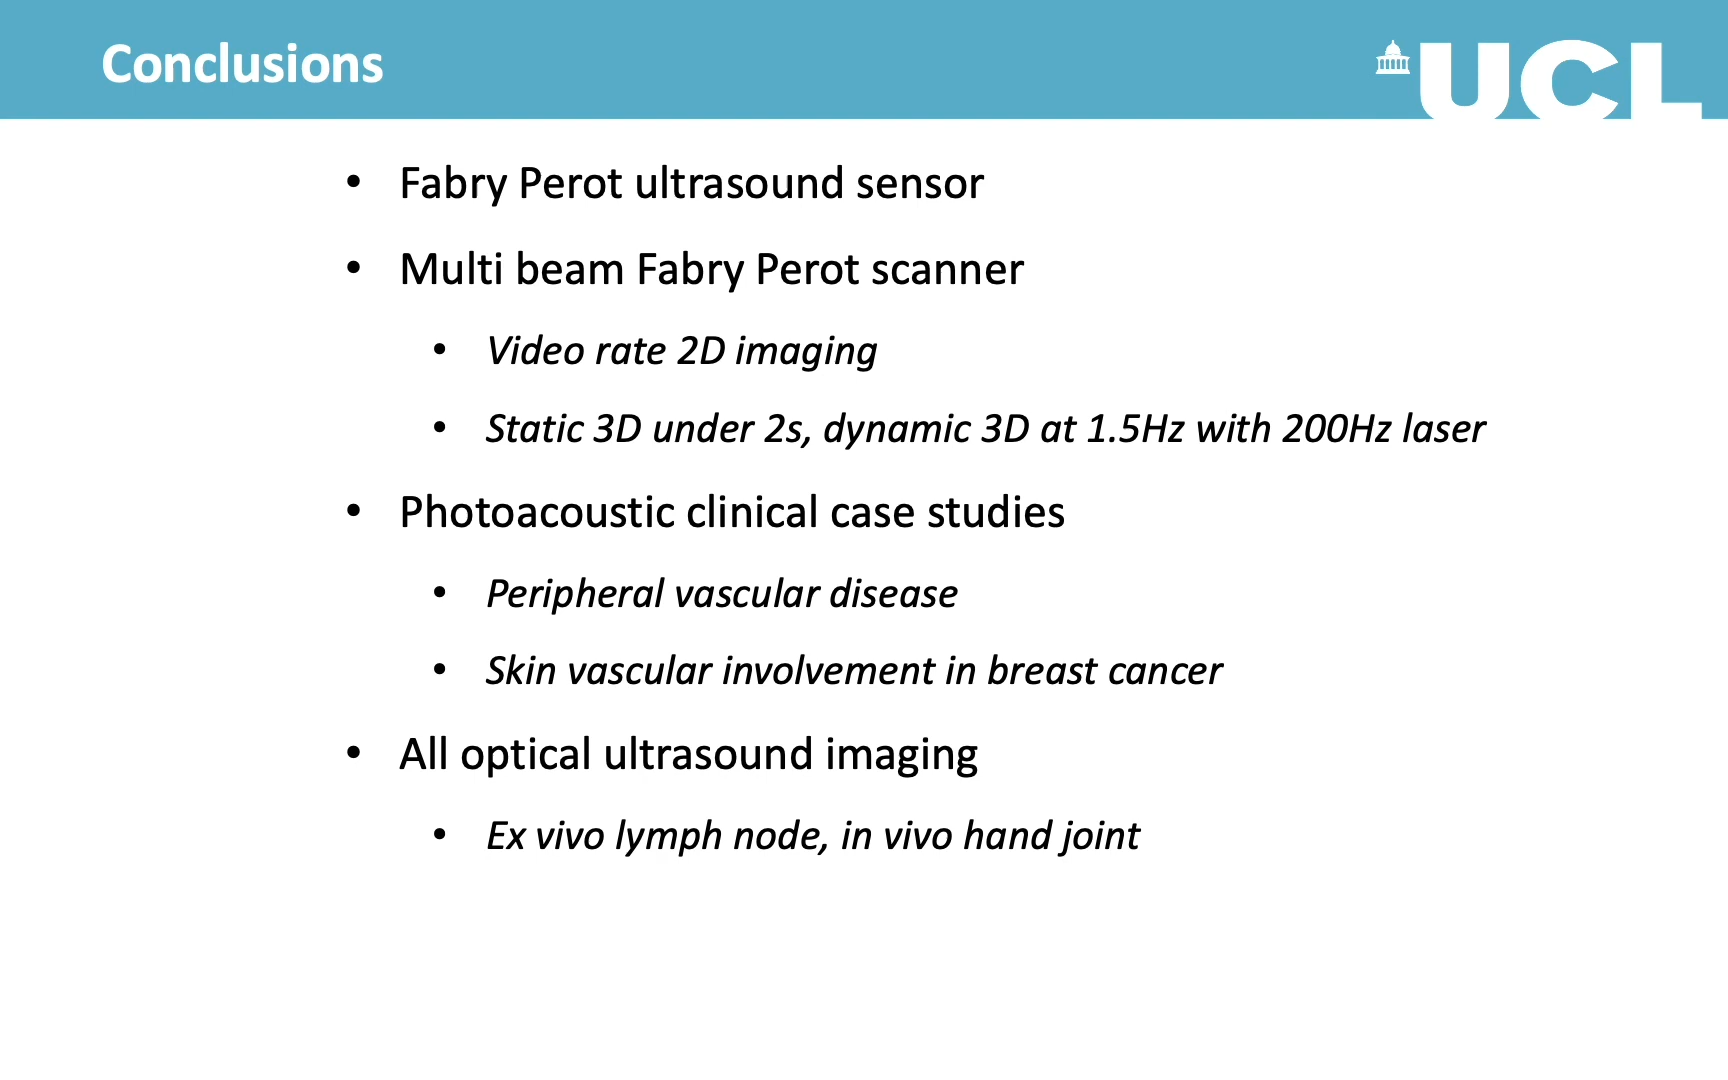 Conclusions
UCL
• Fabry Perot ultrasound sensor
• Multi beam Fabry Perot scanner
• Video rate 2D imaging
• Static 3D under 2s, dynamic 3D at 1.5Hz with 200Hz laser
• Photoacoustic clinical case studies
• Peripheral vascular disease
• Skin vascular involvement in breast cancer
• All optical ultrasound imaging
• Ex vivo lymph node, in vivo hand joint